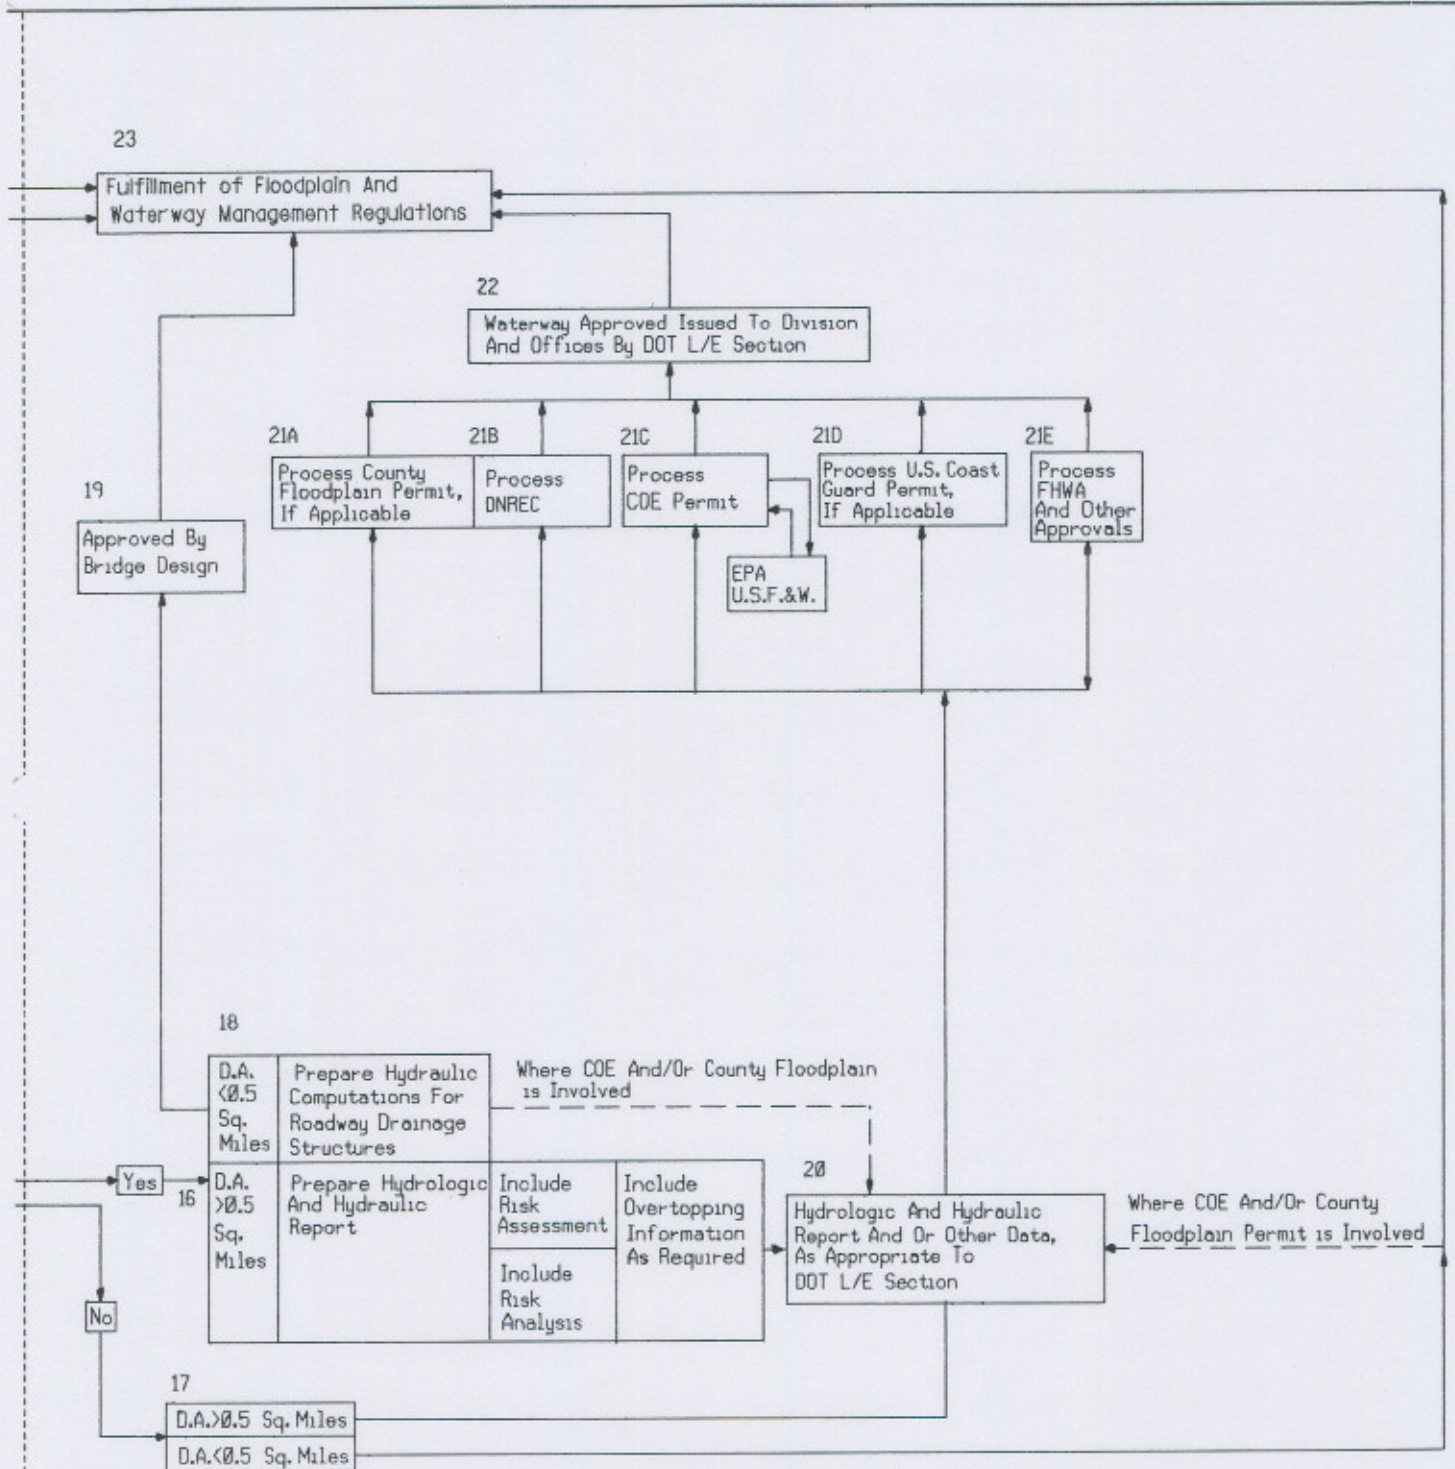 23
Fulfillment of Floodplain And
Waterway Management Regulations
22
Waterway Approved Issued To Division
And Offices By DOT L/E Section
21A
Process County
Floodplain Permit,
If Applicable
21B
Process
DNREC
21C
Process
COE Permit
21D
Process U.S. Coast
Guard Permit,
If Applicable
21E
Process
FHWA
And Other
Approvals
19
Approved By
Bridge Design
EPA
U.S.F.&W.
18
D.A.
<0.5
Sq.
Miles
Prepare Hydraulic
Computations For
Roadway Drainage
Structures
Where COE And/Or County Floodplain
is Involved
Yes
16
D.A.
>0.5
Sq.
Miles
Prepare Hydrologic
And Hydraulic
Report
Include
Risk
Assessment
Include
Risk
Analysis
Include
Overtopping
Information
As Required
20
Hydrologic And Hydraulic
Report And Or Other Data,
As Appropriate To
DOT L/E Section
Where COE And/Or County
Floodplain Permit is Involved
No
17
D.A.>0.5 Sq. Miles
D.A.<0.5 Sq. Miles